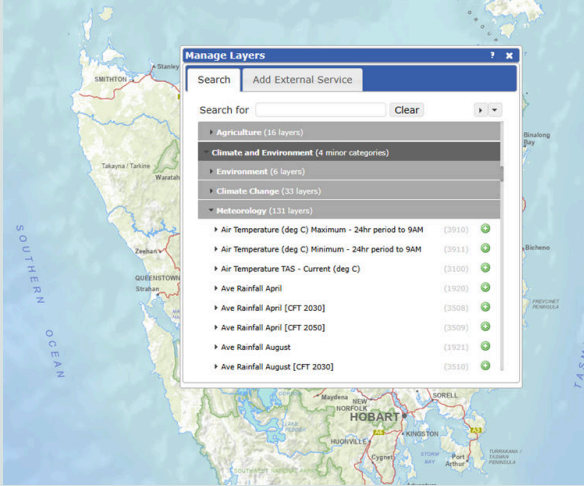 Manage Layers ? ×
Search Add External Service
Search for Clear
Agriculture (16 layers)
Climate and Environment (4 minor categories)
Environment (6 layers)
Climate Change (33 layers)
Meteorology (131 layers)
Air Temperature (deg C) Maximum - 24hr period to 9AM (3910)
Air Temperature (deg C) Minimum - 24hr period to 9AM (3911)
Air Temperature TAS - Current (deg C) (3100)
Ave Rainfall April (1920)
Ave Rainfall April [CFT 2030] (3508)
Ave Rainfall April [CFT 2050] (3509)
Ave Rainfall August (1921)
Ave Rainfall August [CFT 2030] (3510)
Stanley
SMITHTON
Takayna / Tarkine
Waratah
Binalong
Bay
SOUTHERN
OCEAN
Zeehan
QUEENSTOWN
Strahan
Bicheno
FREYCINET
PENINSULA
Maydena
NEW
NORFOLK
SORELL
HOBART
HUONVILLE
KINGSTON
A6
A9
Cygnet
STORM
BAY
Port
Arthur
TURRAKANA /
TASMAN
PENINSULA